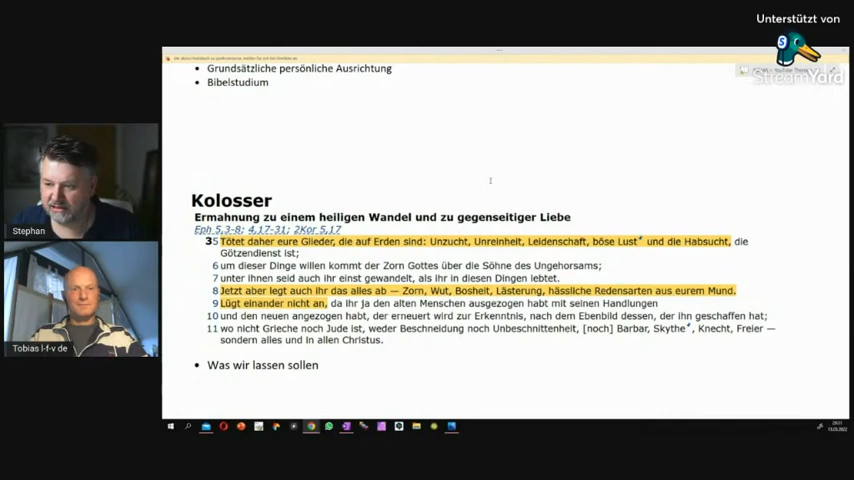 Unterstützt von
StreamYard
Grundsätzliche persönliche Ausrichtung
Bibelstudium
Kolosser
Ermahnung zu einem heiligen Wandel und zu gegenseitiger Liebe
Eph 5,3-8; 4,17-31; 2Kor 5,17
35 Tötet daher eure Glieder, die auf Erden sind: Unzucht, Unreinheit, Leidenschaft, böse Lust* und die Habsucht, die
Götzendienst ist;
6 um dieser Dinge willen kommt der Zorn Gottes über die Söhne des Ungehorsams;
7 unter ihnen seid auch ihr einst gewandelt, als ihr in diesen Dingen lebtet.
8 Jetzt aber legt auch ihr das alles ab — Zorn, Wut, Bosheit, Lästerung, hässliche Redensarten aus eurem Mund.
9 Lügt einander nicht an, da ihr ja den alten Menschen ausgezogen habt mit seinen Handlungen
10 und den neuen angezogen habt, der erneuert wird zur Erkenntnis, nach dem Ebenbild dessen, der ihn geschaffen hat;
11 wo nicht Grieche noch Jude ist, weder Beschneidung noch Unbeschnittenheit, [noch] Barbar, Skythe*, Knecht, Freier —
sondern alles und in allen Christus.
Was wir lassen sollen
Stephan
Tobias l-f-v de